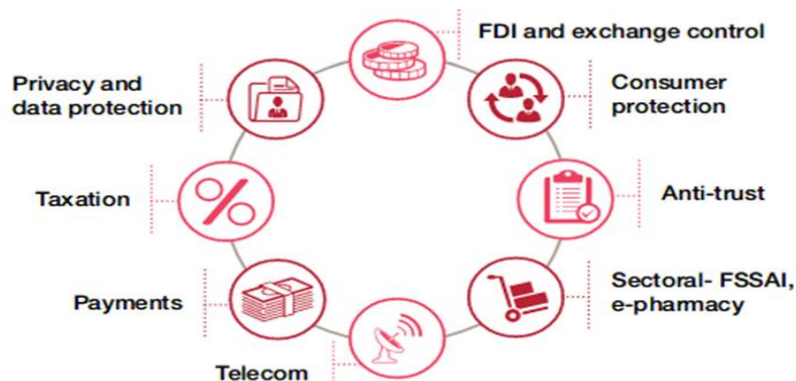 FDI and exchange control
Consumer
protection
Anti-trust
Sectoral- FSSAI,
e-pharmacy
Telecom
Payments
Taxation
Privacy and
data protection